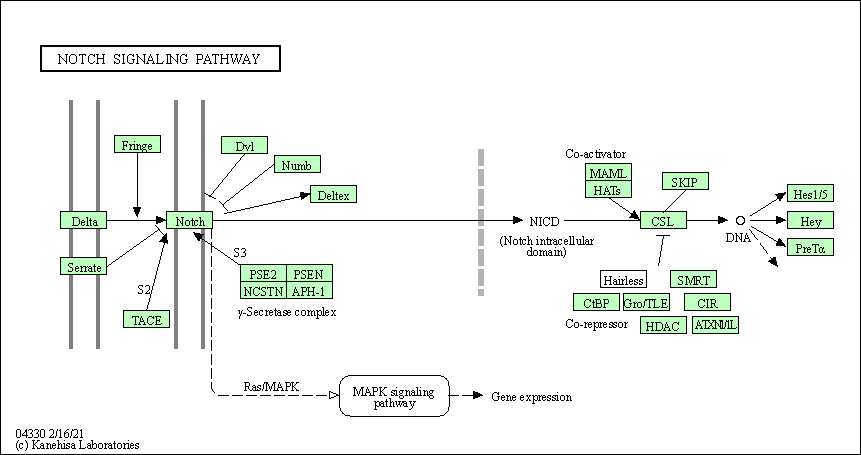 NOTCH SIGNALING PATHWAY
Fringe
Dvl
Numb
Deltex
Delta
Notch
Serrate
S2
TACE
S3
PSE2
PSEN
NCSTN
APH-1
γ-Secretase complex
NICD
(Notch intracellular
domain)
Co-activator
MAML
HATs
SKIP
CSL
DNA
Hes1/5
Hey
PreTα
Hairless
SMRT
CtBP
Gro/TLE
CIR
Co-repressor
HDAC
ATXN1/1L
Ras/MAPK
MAPK signaling
pathway
Gene expression
04330 2/16/21
(c) Kanehisa Laboratories